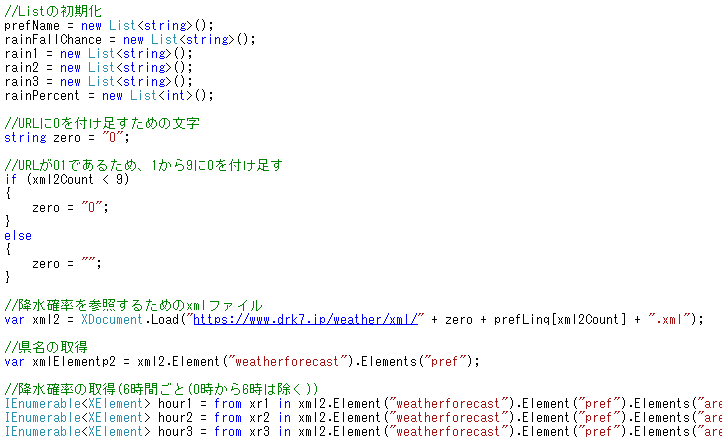 //Listの初期化
prefName = new List<string>();
rainFallChance = new List<string>();
rain1 = new List<string>();
rain2 = new List<string>();
rain3 = new List<string>();
rainPercent = new List<int>();
//URLに0を付け足すための文字
string zero = "0";
//URLが01であるため、1から9に0を付け足す
if (xml2Count < 9)
{
zero = "0";
}
else
{
zero = "";
}
//降水確率を参照するためのxmlファイル
var xml2 = XDocument.Load("https://www.drk7.jp/weather/xml/" + zero + prefLinq[xml2Count] + ".xml");
//県名の取得
var xmlElementp2 = xml2.Element("weatherforecast").Elements("pref");
//降水確率の取得(6時間ごと(0時から6時は除く))
IEnumerable<XElement> hour1 = from xr1 in xml2.Element("weatherforecast").Element("pref").Elements("are
IEnumerable<XElement> hour2 = from xr2 in xml2.Element("weatherforecast").Element("pref").Elements("are
IEnumerable<XElement> hour3 = from xr3 in xml2.Element("weatherforecast").Element("pref").Elements("are